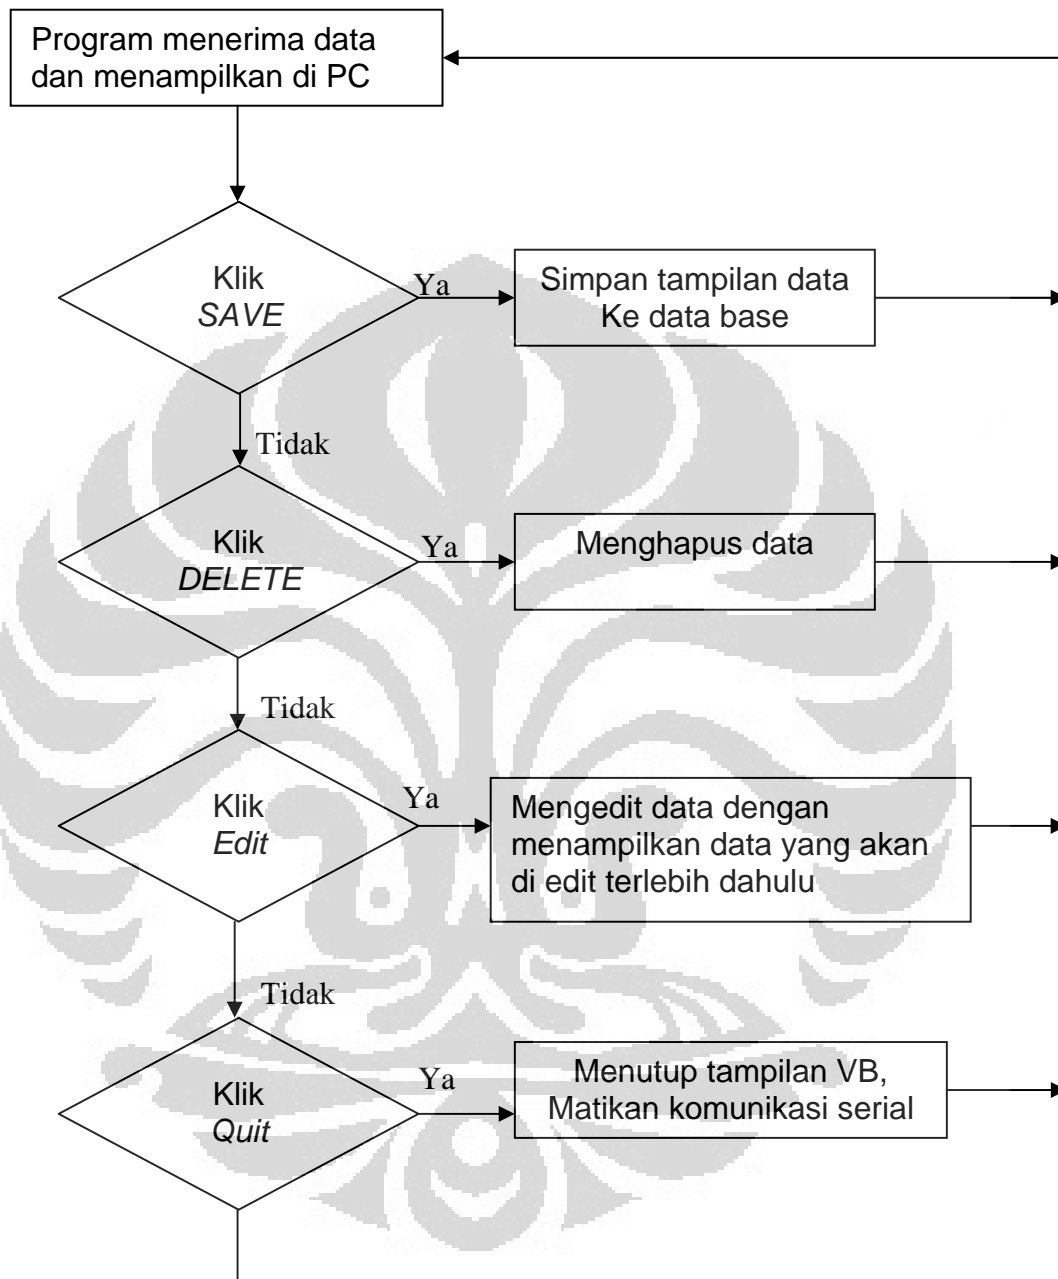 Program menerima data
dan menampilkan di PC
Klik
SAVE
Ya
Simpan tampilan data
Ke data base
Tidak
Klik
DELETE
Ya
Menghapus data
Tidak
Klik
Edit
Ya
Mengedit data dengan
menampilkan data yang akan
di edit terlebih dahulu
Tidak
Klik
Quit
Ya
Menutup tampilan VB,
Matikan komunikasi serial